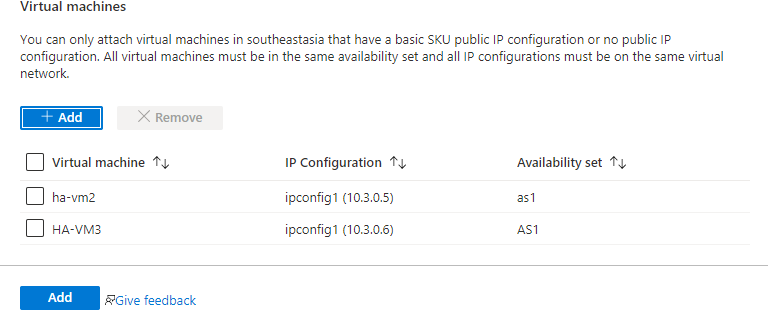 Virtual machines
You can only attach virtual machines in southeastasia that have a basic SKU public IP configuration or no public IP
configuration. All virtual machines must be in the same availability set and all IP configurations must be on the same virtual
network.
+ Add × Remove
Virtual machine ↑↓ IP Configuration ↑↓ Availability set ↑↓
ha-vm2 ipconfig1 (10.3.0.5) as1
HA-VM3 ipconfig1 (10.3.0.6) AS1
Add Give feedback